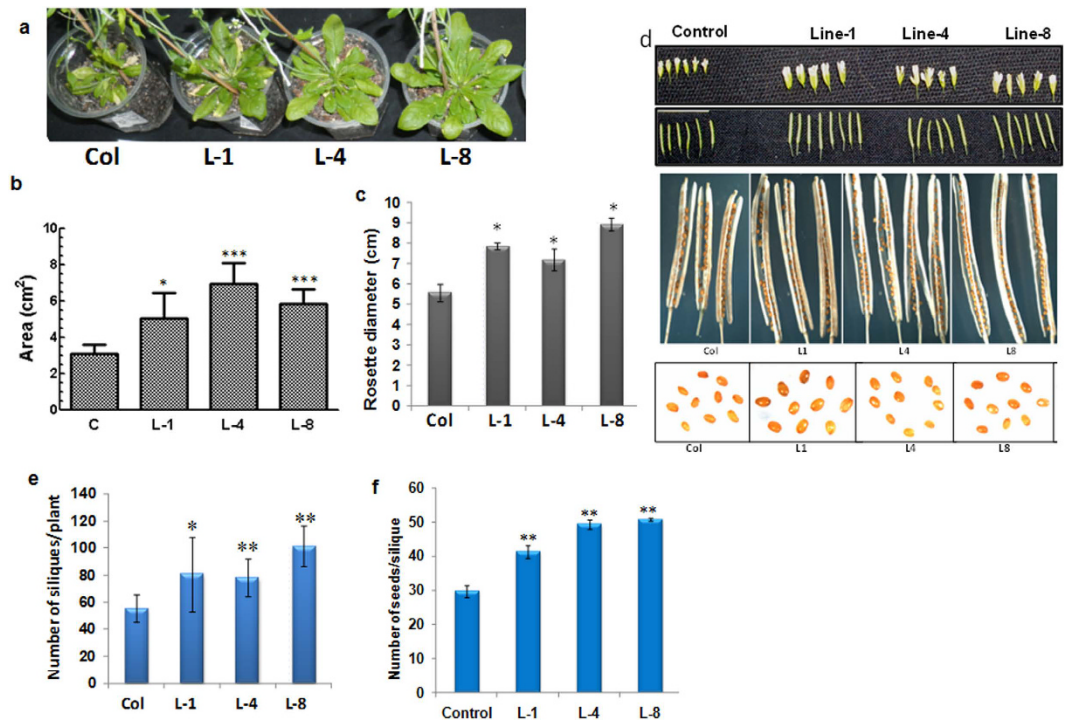 a
Col L-1 L-4 L-8
b
Area (cm2)
10
8
6
4
2
0
* *** ***
C L-1 L-4 L-8
c
Rosette diameter (cm)
10
9
8
7
6
5
4
3
2
1
0
* * *
Col L-1 L-4 L-8
d
Control Line-1 Line-4 Line-8
Col L1 L4 L8
Col L1 L4 L8
e
Number of siliques/plant
140
120
100
80
60
40
20
0
* ** **
Col L-1 L-4 L-8
f
Number of seeds/silique
60
50
40
30
20
10
0
** ** **
Control L-1 L-4 L-8